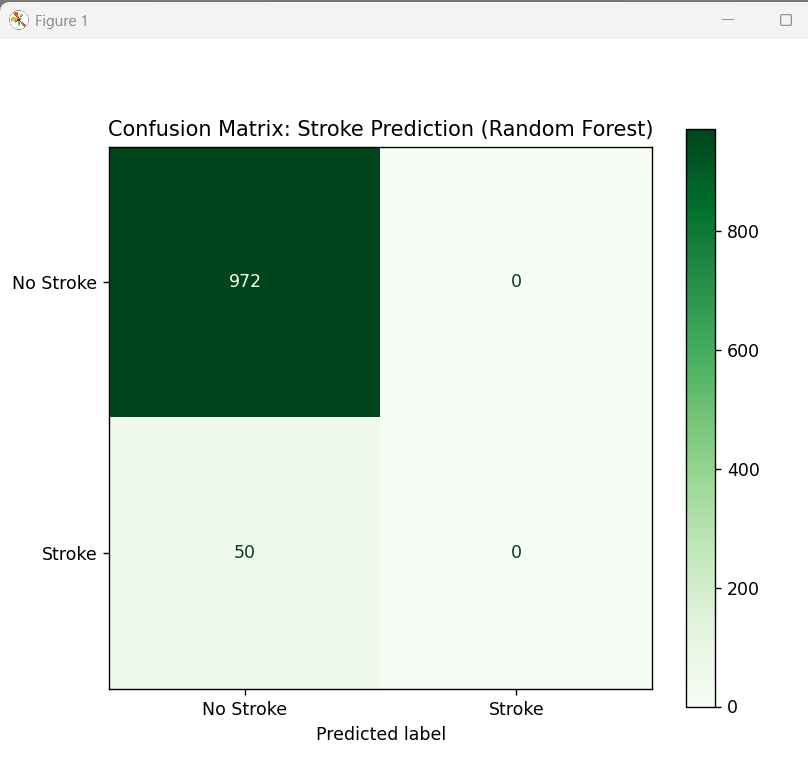 Figure 1
Confusion Matrix: Stroke Prediction (Random Forest)
No Stroke
972
0
Stroke
50
0
No Stroke
Stroke
Predicted label
800
600
400
200
0